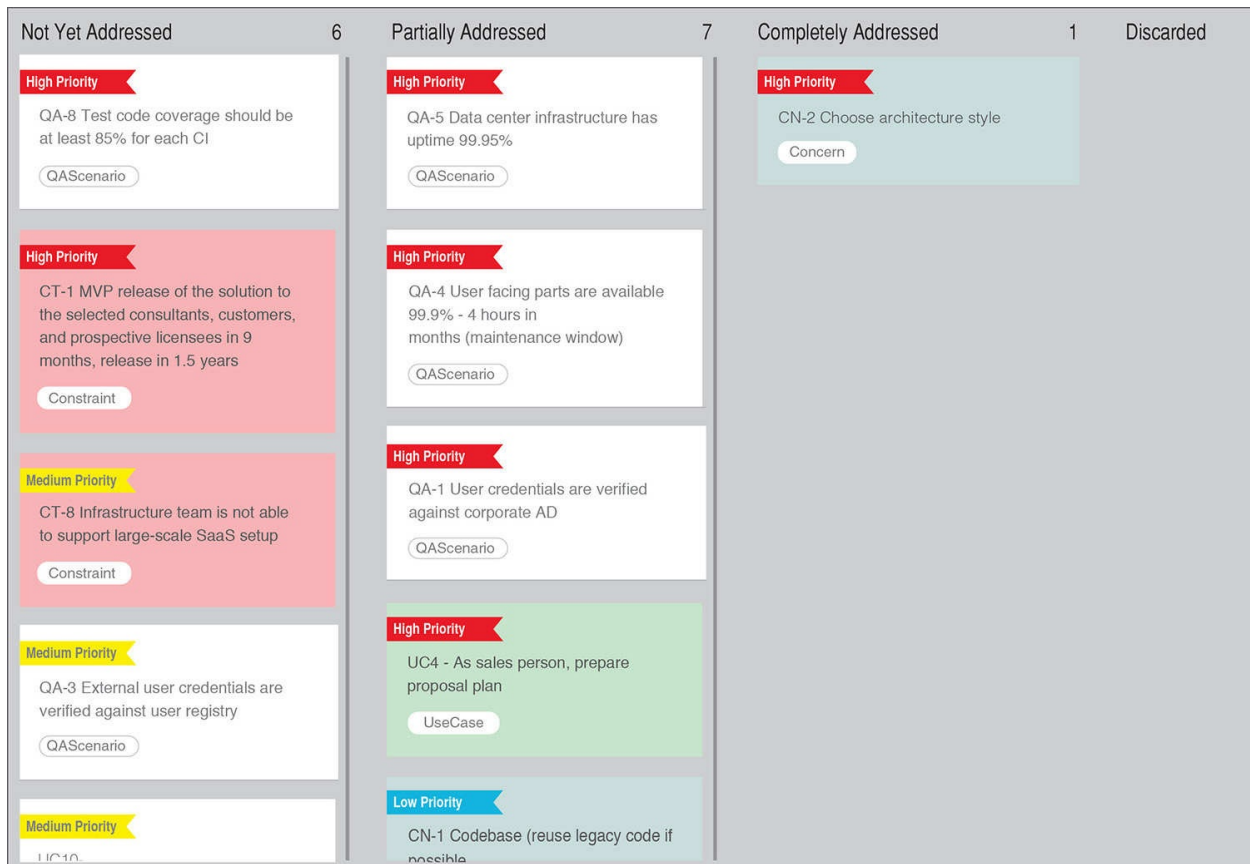 Not Yet Addressed 6
High Priority
QA-8 Test code coverage should be
at least 85% for each CI
QAScenario
High Priority
CT-1 MVP release of the solution to
the selected consultants, customers,
and prospective licensees in 9
months, release in 1.5 years
Constraint
Medium Priority
CT-8 Infrastructure team is not able
to support large-scale SaaS setup
Constraint
Medium Priority
QA-3 External user credentials are
verified against user registry
QAScenario
Medium Priority
UC10-
Partially Addressed 7
High Priority
QA-5 Data center infrastructure has
uptime 99.95%
QAScenario
High Priority
QA-4 User facing parts are available
99.9% - 4 hours in
months (maintenance window)
QAScenario
High Priority
QA-1 User credentials are verified
against corporate AD
QAScenario
High Priority
UC4 - As sales person, prepare
proposal plan
UseCase
Low Priority
CN-1 Codebase (reuse legacy code if
possible
Completely Addressed 1
High Priority
CN-2 Choose architecture style
Concern
Discarded